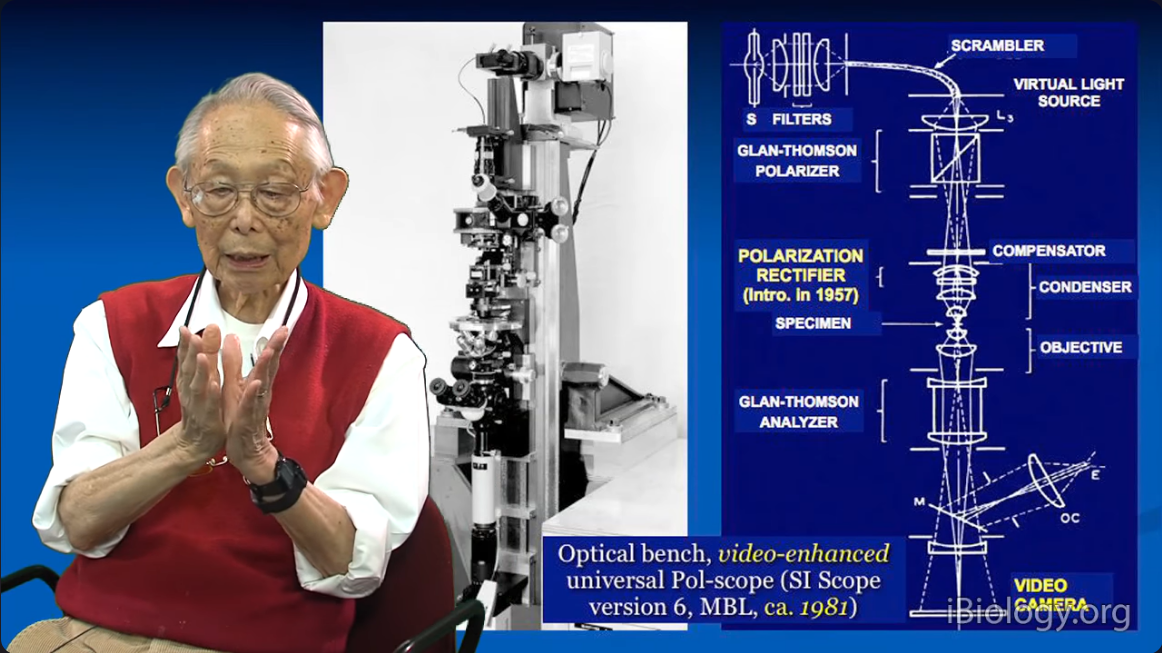 SCRAMBLER
VIRTUAL LIGHT
SOURCE
S FILTERS
L3
GLAN-THOMSON
POLARIZER
COMPENSATOR
POLARIZATION
RECTIFIER
(Intro. in 1957)
CONDENSER
SPECIMEN
OBJECTIVE
GLAN-THOMSON
ANALYZER
M
E
OC
Optical bench, video-enhanced
universal Pol-scope (SI Scope
version 6, MBL, ca. 1981)
VIDEO
CAMERA
iBiology.org